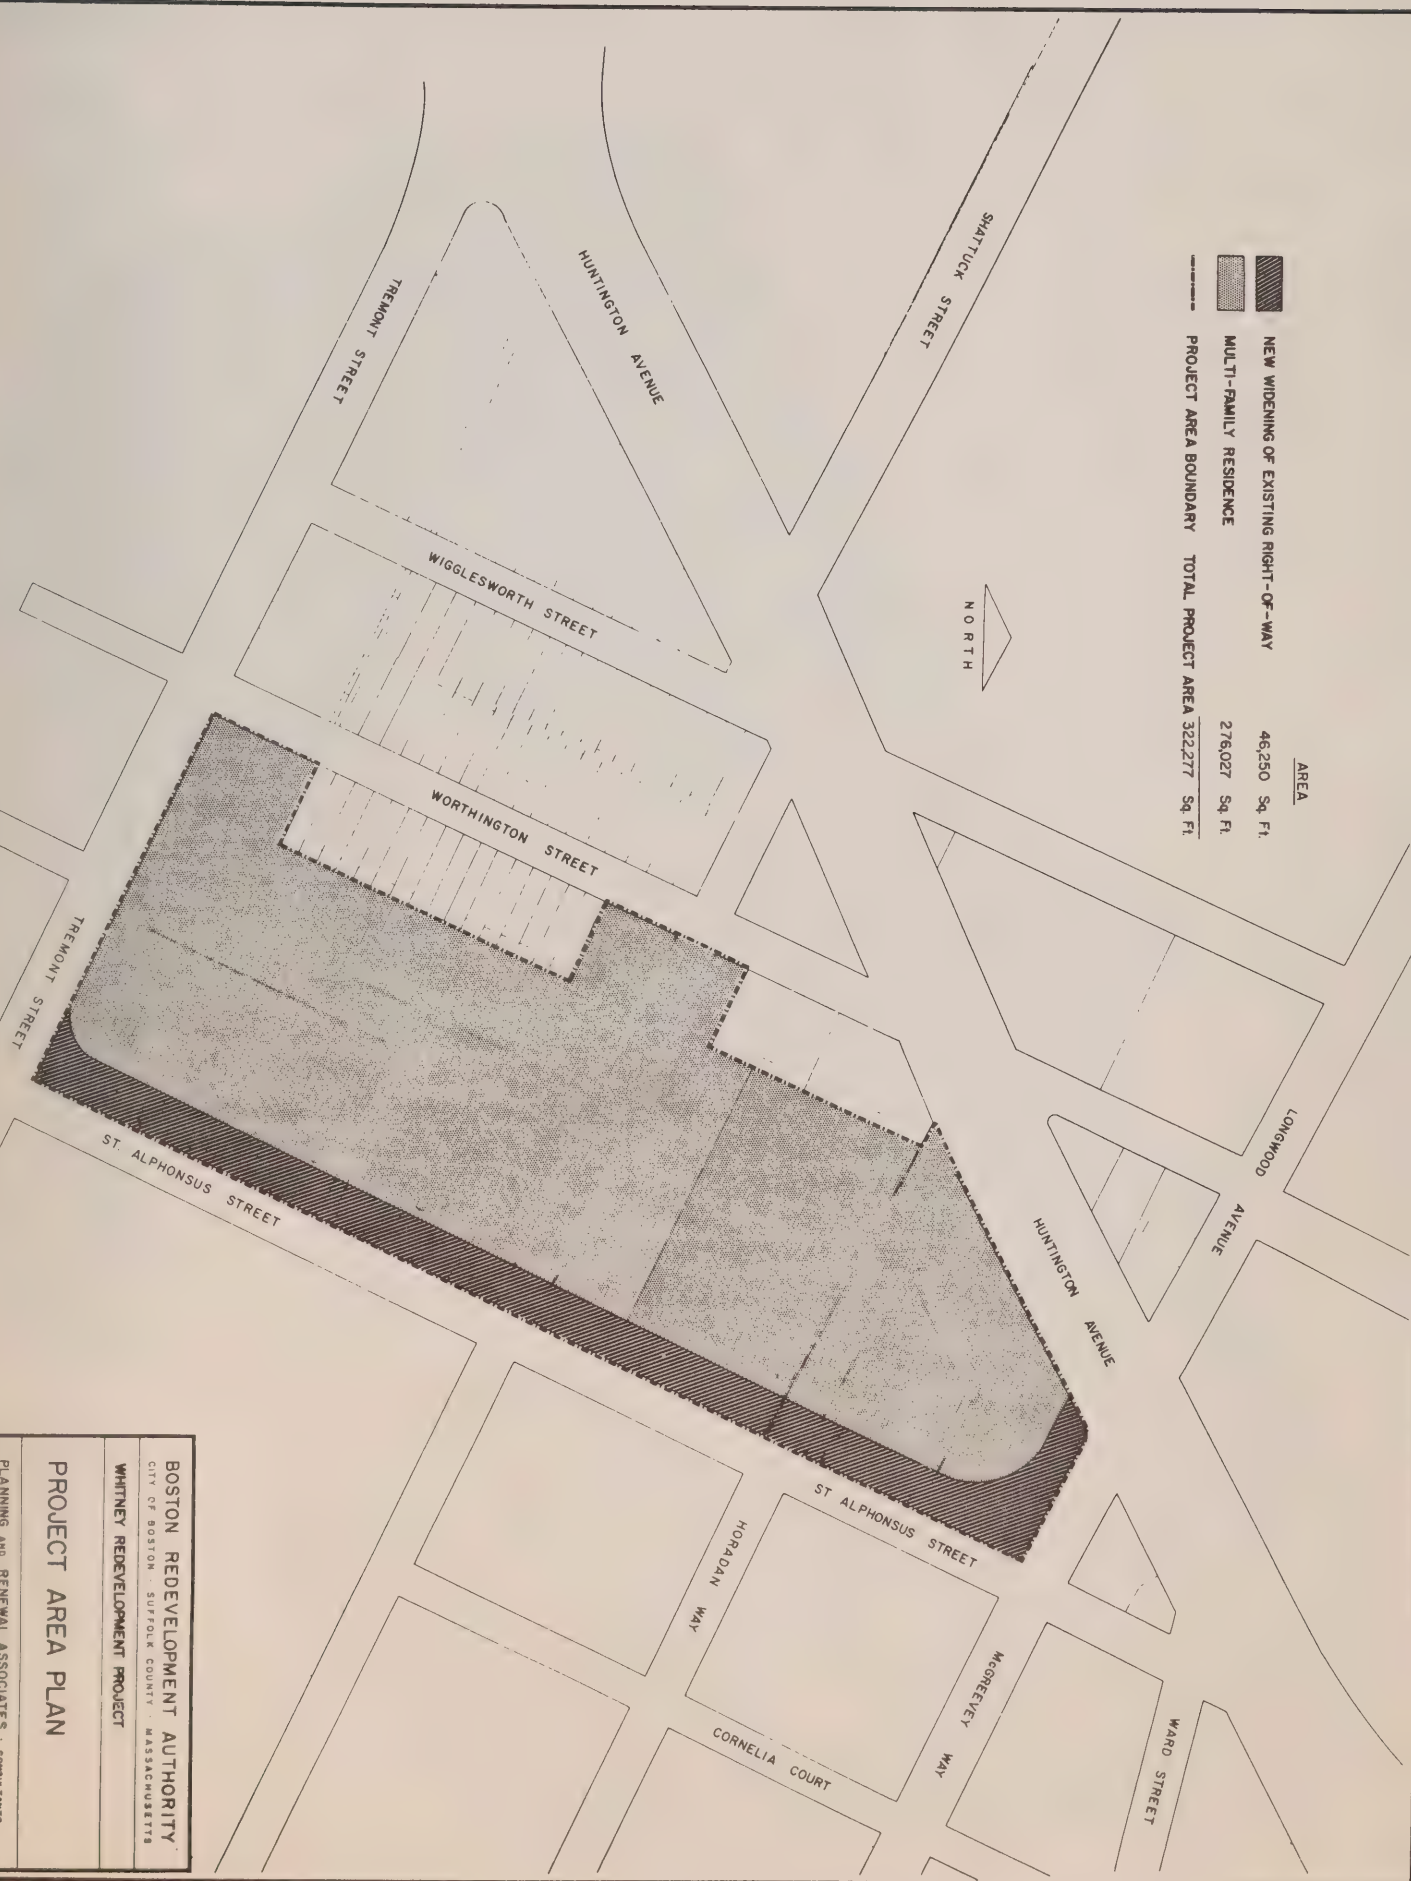 AREA
NEW WIDENING OF EXISTING RIGHT-OF-WAY 46,250 Sq. Ft.
MULTI-FAMILY RESIDENCE 276,027 Sq. Ft.
PROJECT AREA BOUNDARY TOTAL PROJECT AREA 322,277 Sq. Ft.
NORTH
SHATTUCK STREET
HUNTINGTON AVENUE
TREMONT STREET
WIGGLESWORTH STREET
WORTHINGTON STREET
LONGWOOD AVENUE
HUNTINGTON AVENUE
TREMONT STREET
ST. ALPHONSUS STREET
ST ALPHONSUS STREET
HORADAN WAY
McGREEVEY WAY
WARD STREET
CORNELIA COURT
BOSTON REDEVELOPMENT AUTHORITY
CITY OF BOSTON · SUFFOLK COUNTY · MASSACHUSETTS
WHITNEY REDEVELOPMENT PROJECT
PROJECT AREA PLAN
PLANNING AND RENEWAL ASSOCIATES